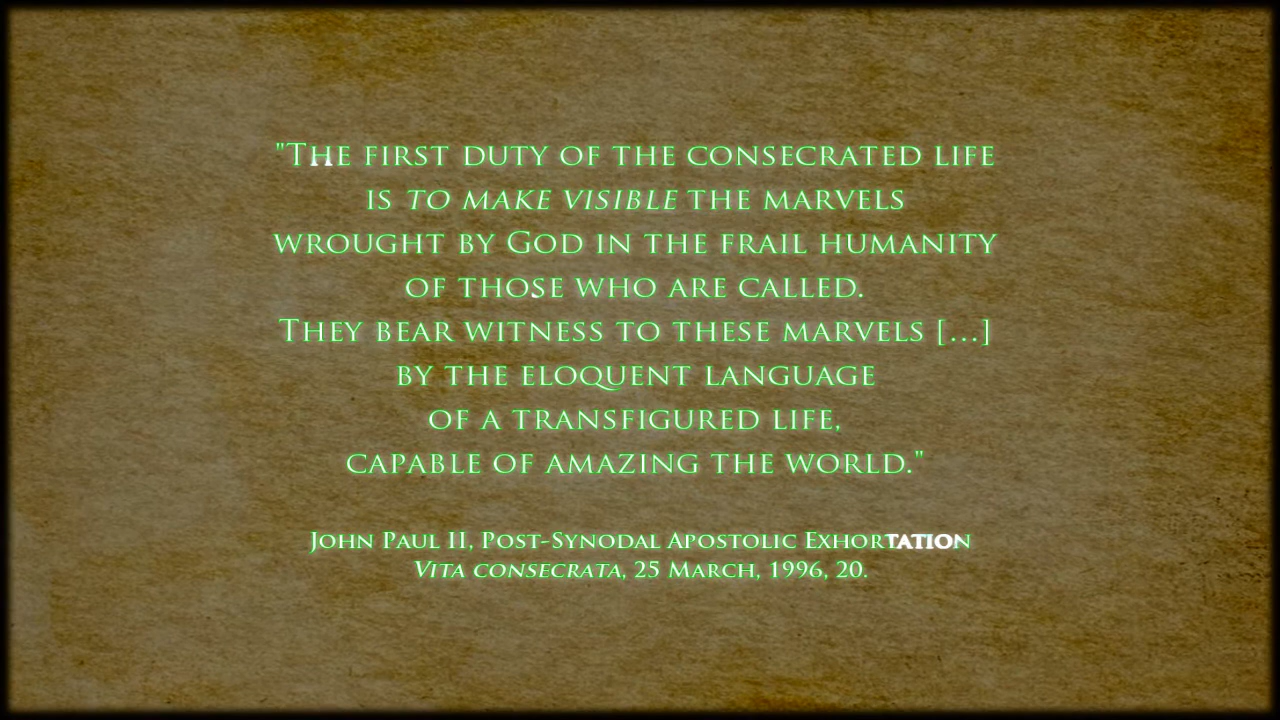 "The first duty of the consecrated life
is to make visible the marvels
wrought by God in the frail humanity
of those who are called.
They bear witness to these marvels [...]
by the eloquent language
of a transfigured life,
capable of amazing the world."
John Paul II, Post-Synodal Apostolic Exhortation
Vita consecrata, 25 March, 1996, 20.